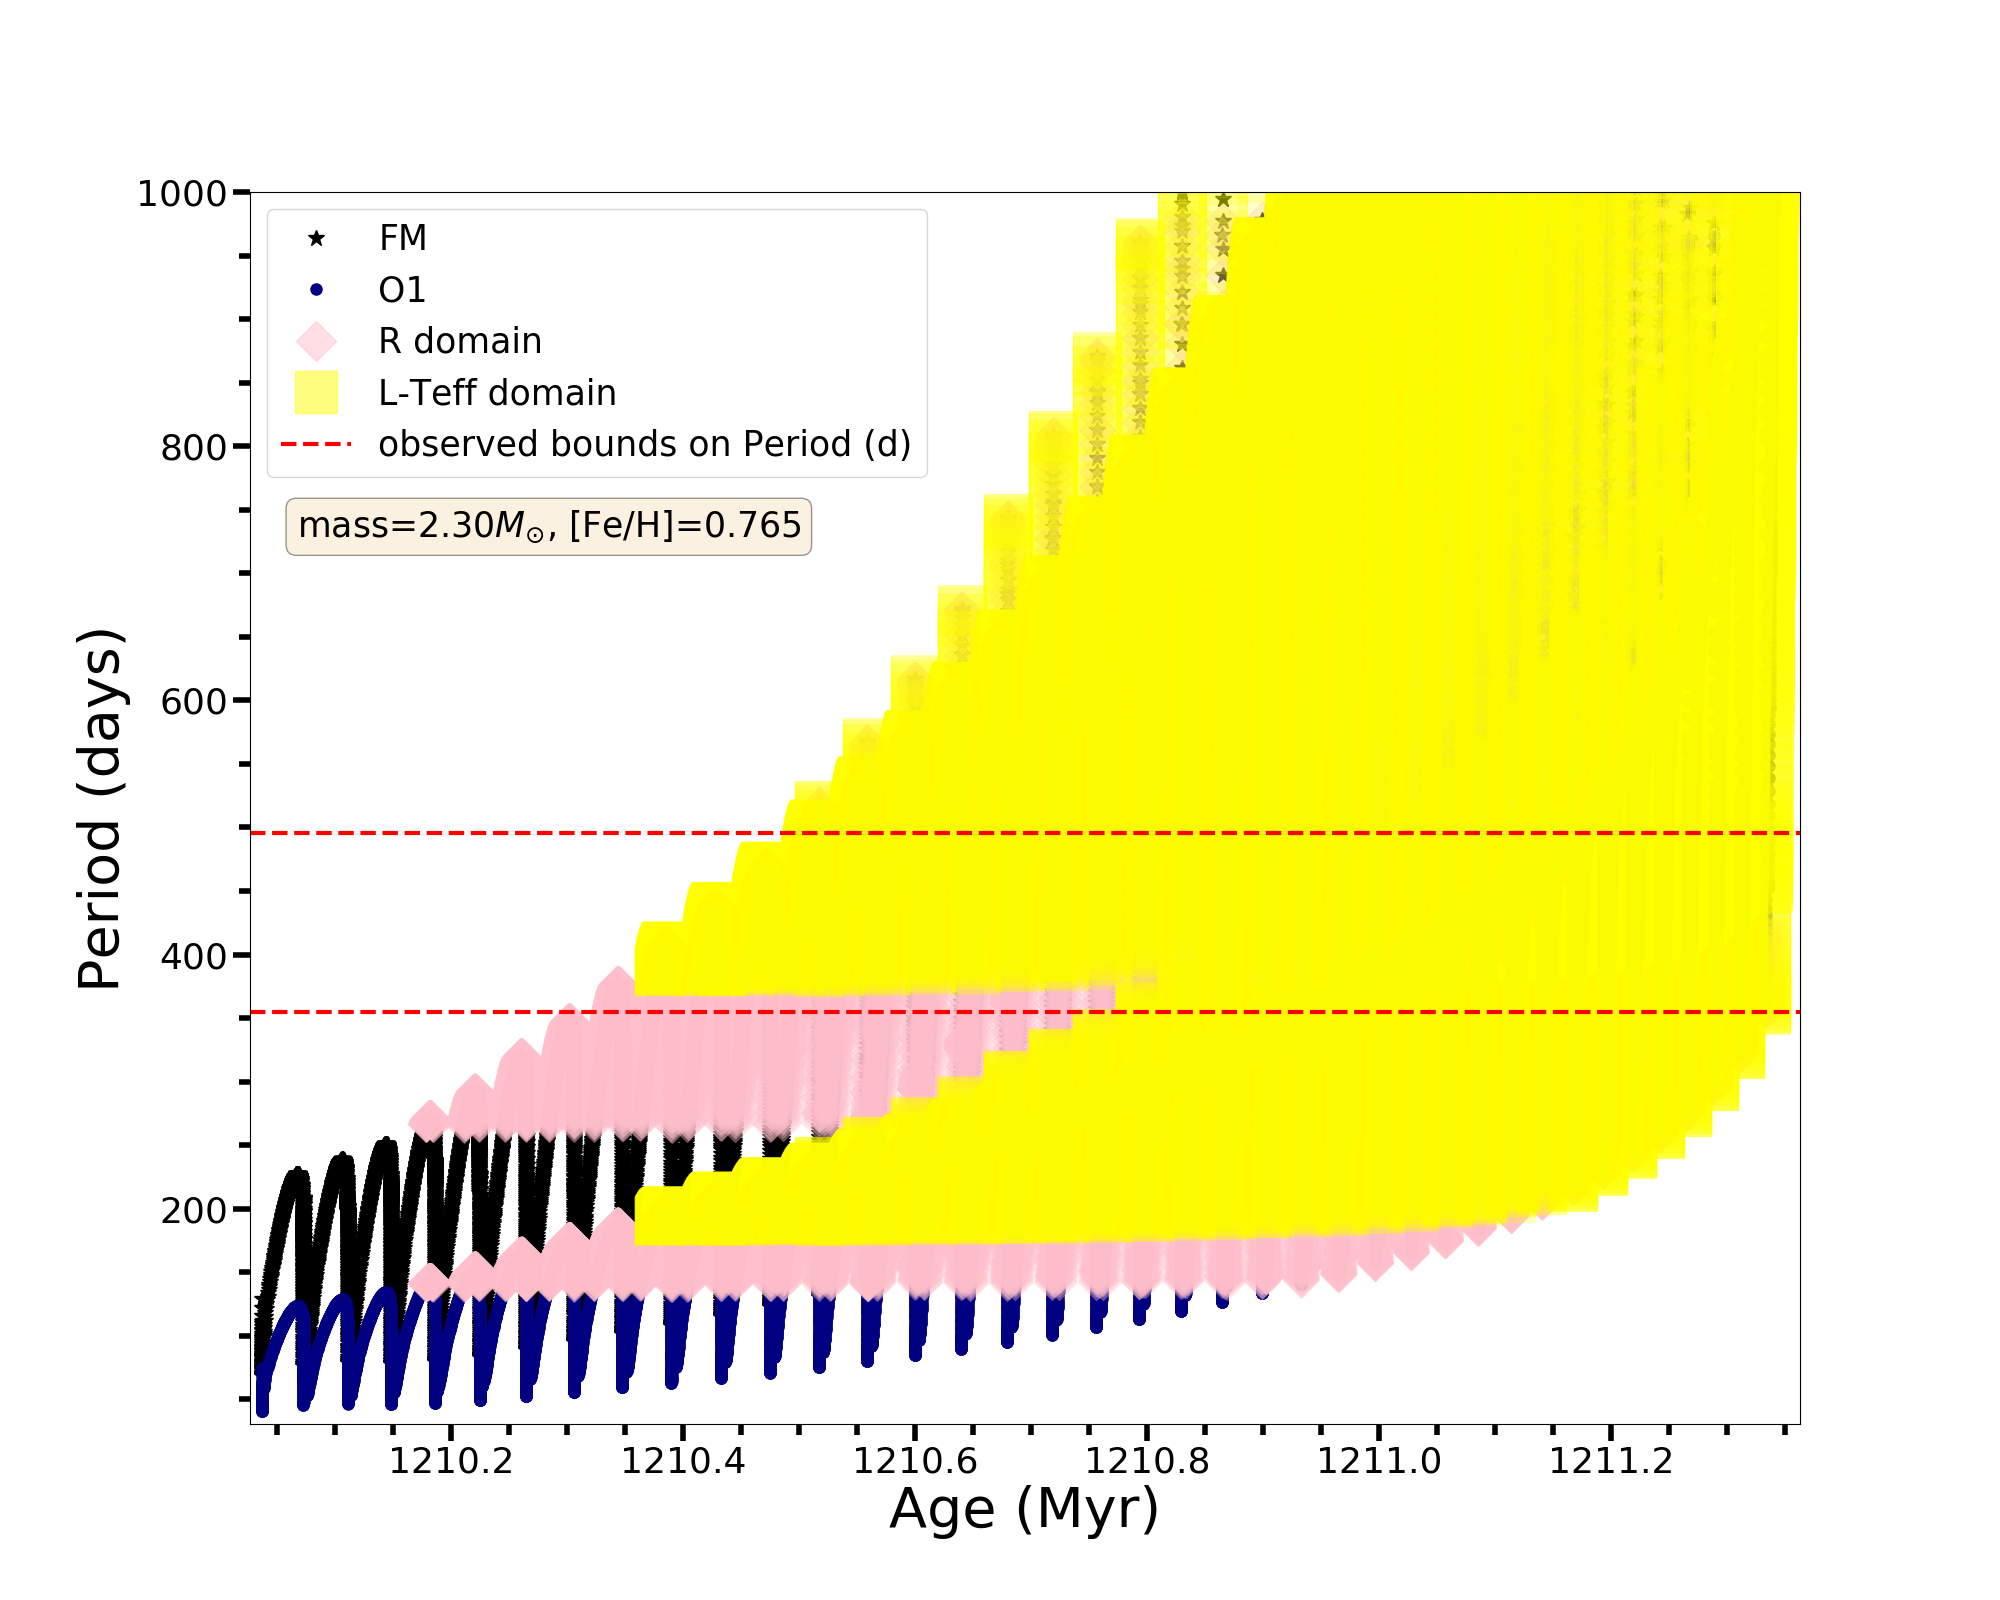 1000
800
600
400
200
Period (days)
FM
O1
R domain
L-Teff domain
observed bounds on Period (d)
mass=2.30M☉, [Fe/H]=0.765
1210.2 1210.4 1210.6 1210.8 1211.0 1211.2
Age (Myr)